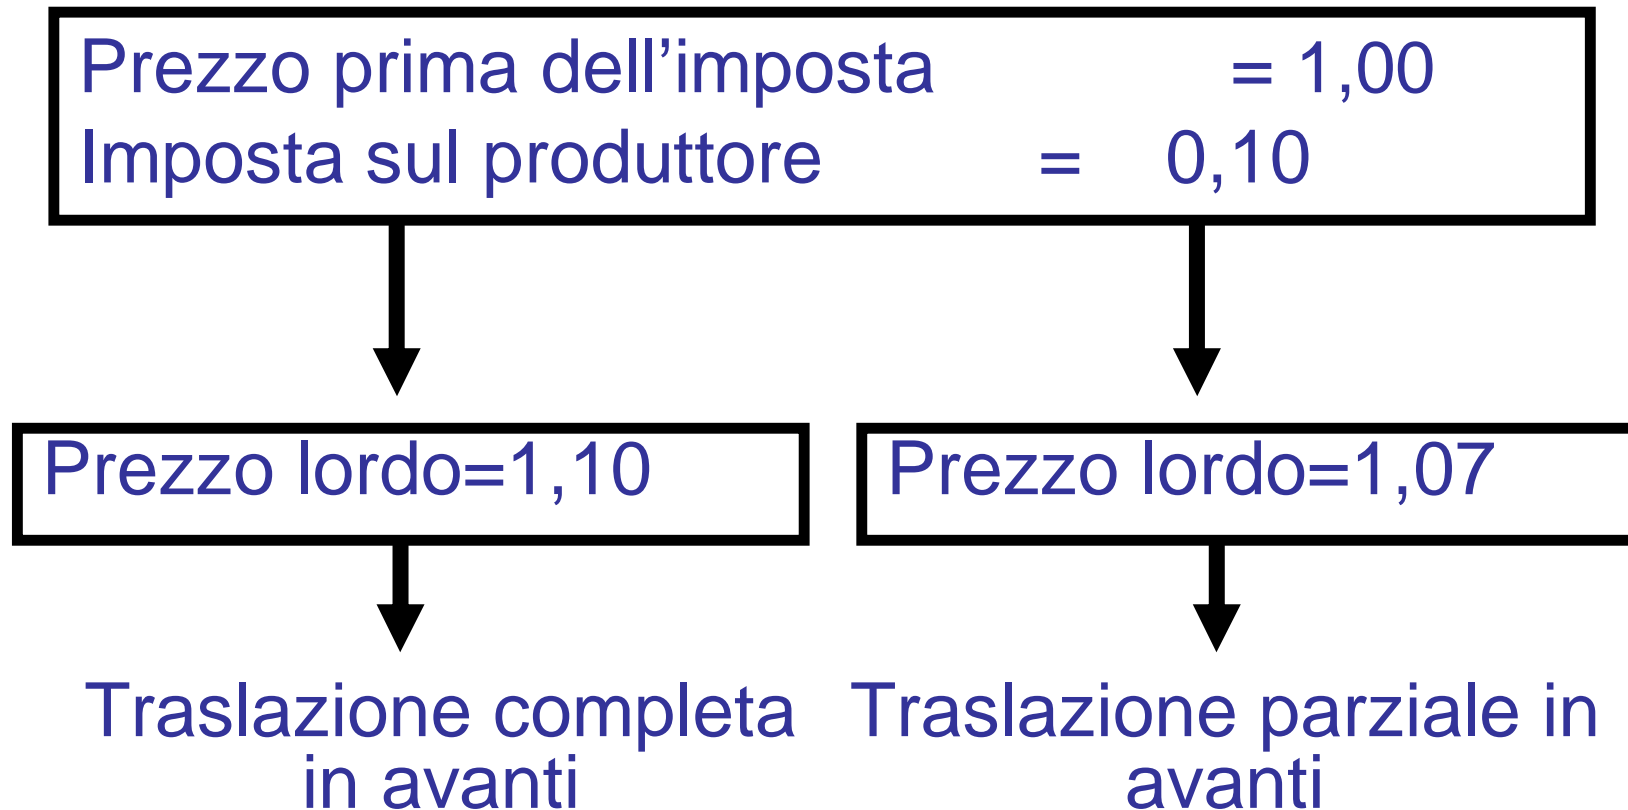 Prezzo prima dell’imposta = 1,00
Imposta sul produttore = 0,10
Prezzo lordo=1,10
Prezzo lordo=1,07
Traslazione completa
in avanti
Traslazione parziale in
avanti